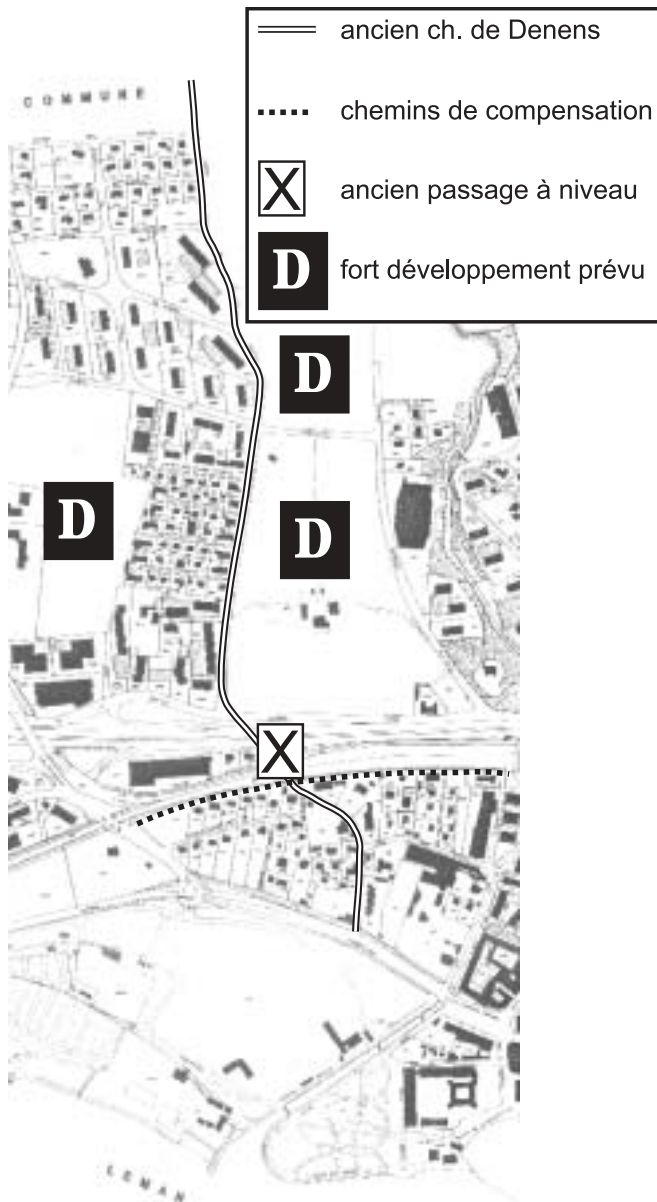 ancien ch. de Denens
chemins de compensation
X
ancien passage à niveau
D
fort développement prévu
COMMUNE
D
D
D
X
LEMAN